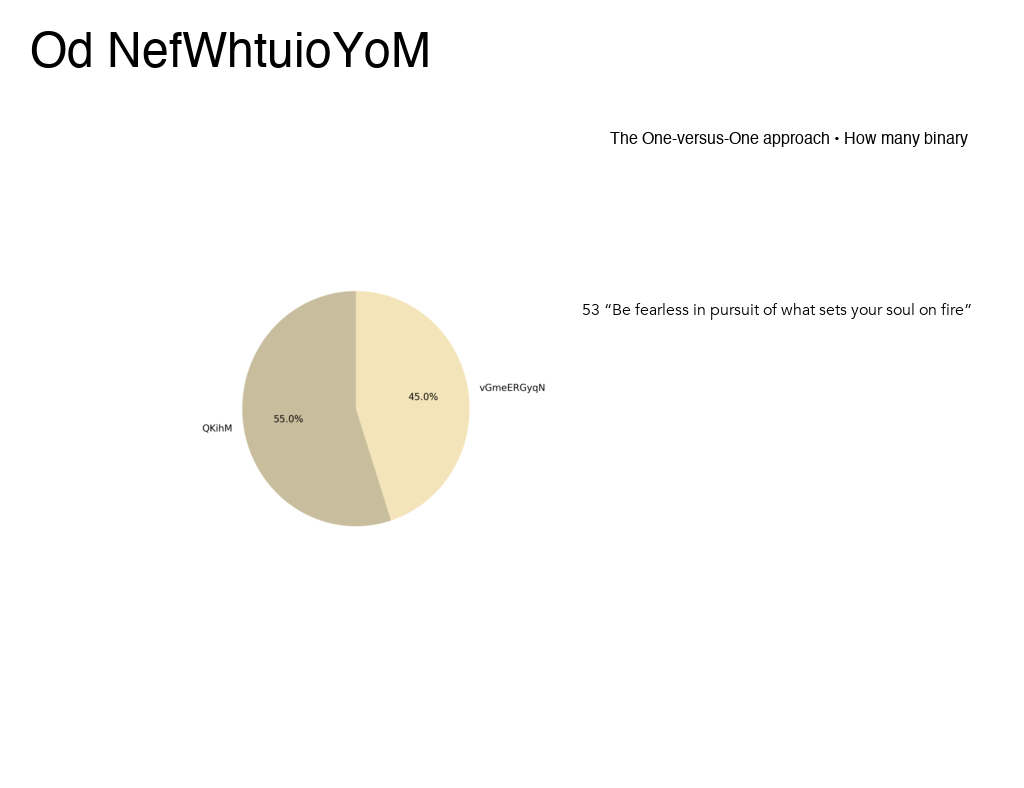 Od NefWhtuioYoM
The One-versus-One approach • How many binary
53 “Be fearless in pursuit of what sets your soul on fire”
vGmeERGyqN
45.0%
55.0%
QKihM